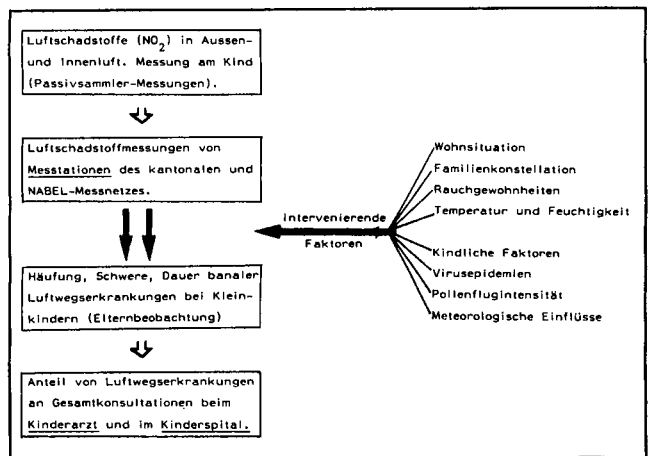 Luftschadstoffe (NO2) in Aussen-
und Innenluft. Messung am Kind
(Passivsammler-Messungen).
Luftschadstoffmessungen von
Messtationen des kantonalen und
NABEL-Messnetzes.
Häufung, Schwere, Dauer banaler
Luftwegserkrankungen bei Klein-
kindern (Elternbeobachtung)
Anteil von Luftwegserkrankungen
an Gesamtkonsultationen beim
Kinderarzt und im Kinderspital.
Intervenierende
Faktoren
Wohnsituation
Familienkonstellation
Rauchgewohnheiten
Temperatur und Feuchtigkeit
Kindliche Faktoren
Virusepidemien
Pollenflugintensität
Meteorologische Einflüsse